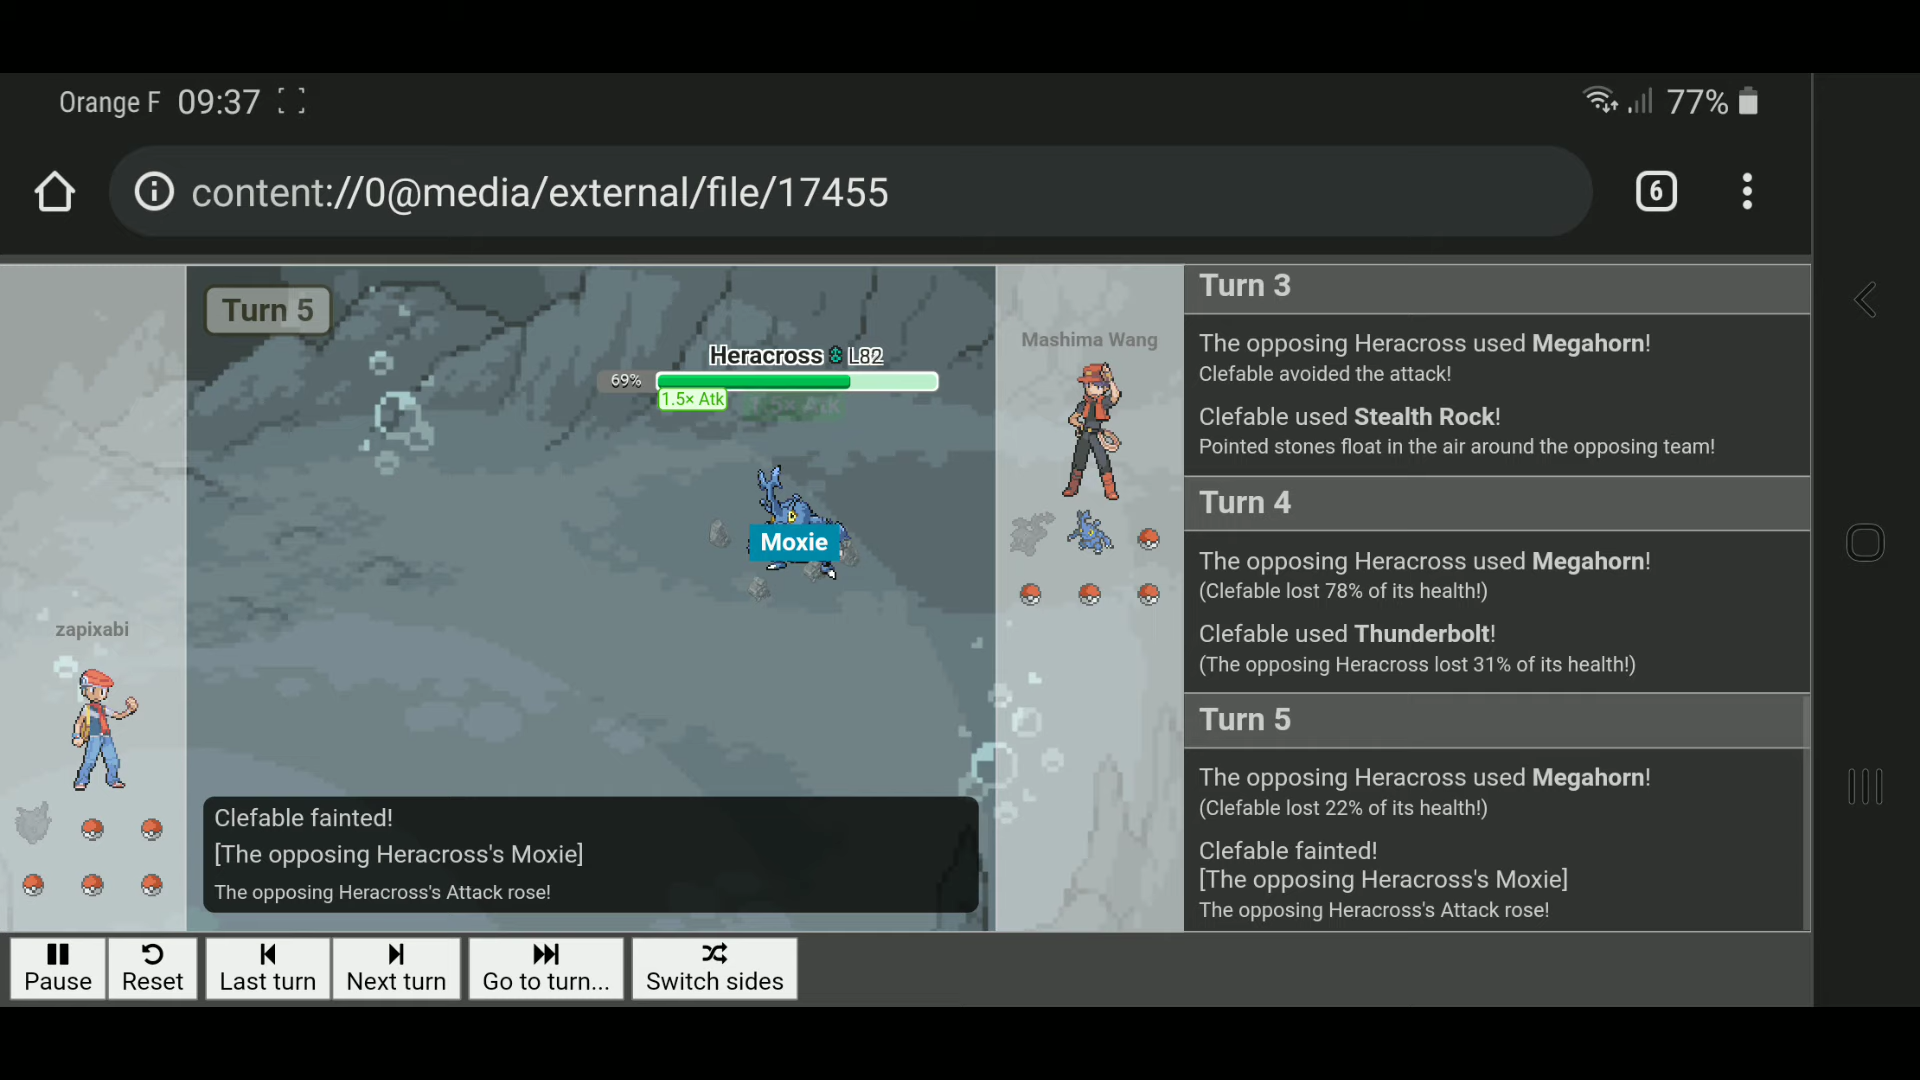 Orange F 09:37
77%
content://0@media/external/file/17455
6
Turn 5
Heracross L82
69%
1.5× Atk
1.5× Atk
Moxie
Mashima Wang
zapixabi
Clefable fainted!
[The opposing Heracross's Moxie]
The opposing Heracross's Attack rose!
Turn 3
The opposing Heracross used Megahorn!
Clefable avoided the attack!
Clefable used Stealth Rock!
Pointed stones float in the air around the opposing team!
Turn 4
The opposing Heracross used Megahorn!
(Clefable lost 78% of its health!)
Clefable used Thunderbolt!
(The opposing Heracross lost 31% of its health!)
Turn 5
The opposing Heracross used Megahorn!
(Clefable lost 22% of its health!)
Clefable fainted!
[The opposing Heracross's Moxie]
The opposing Heracross's Attack rose!
Pause
Reset
Last turn
Next turn
Go to turn...
Switch sides